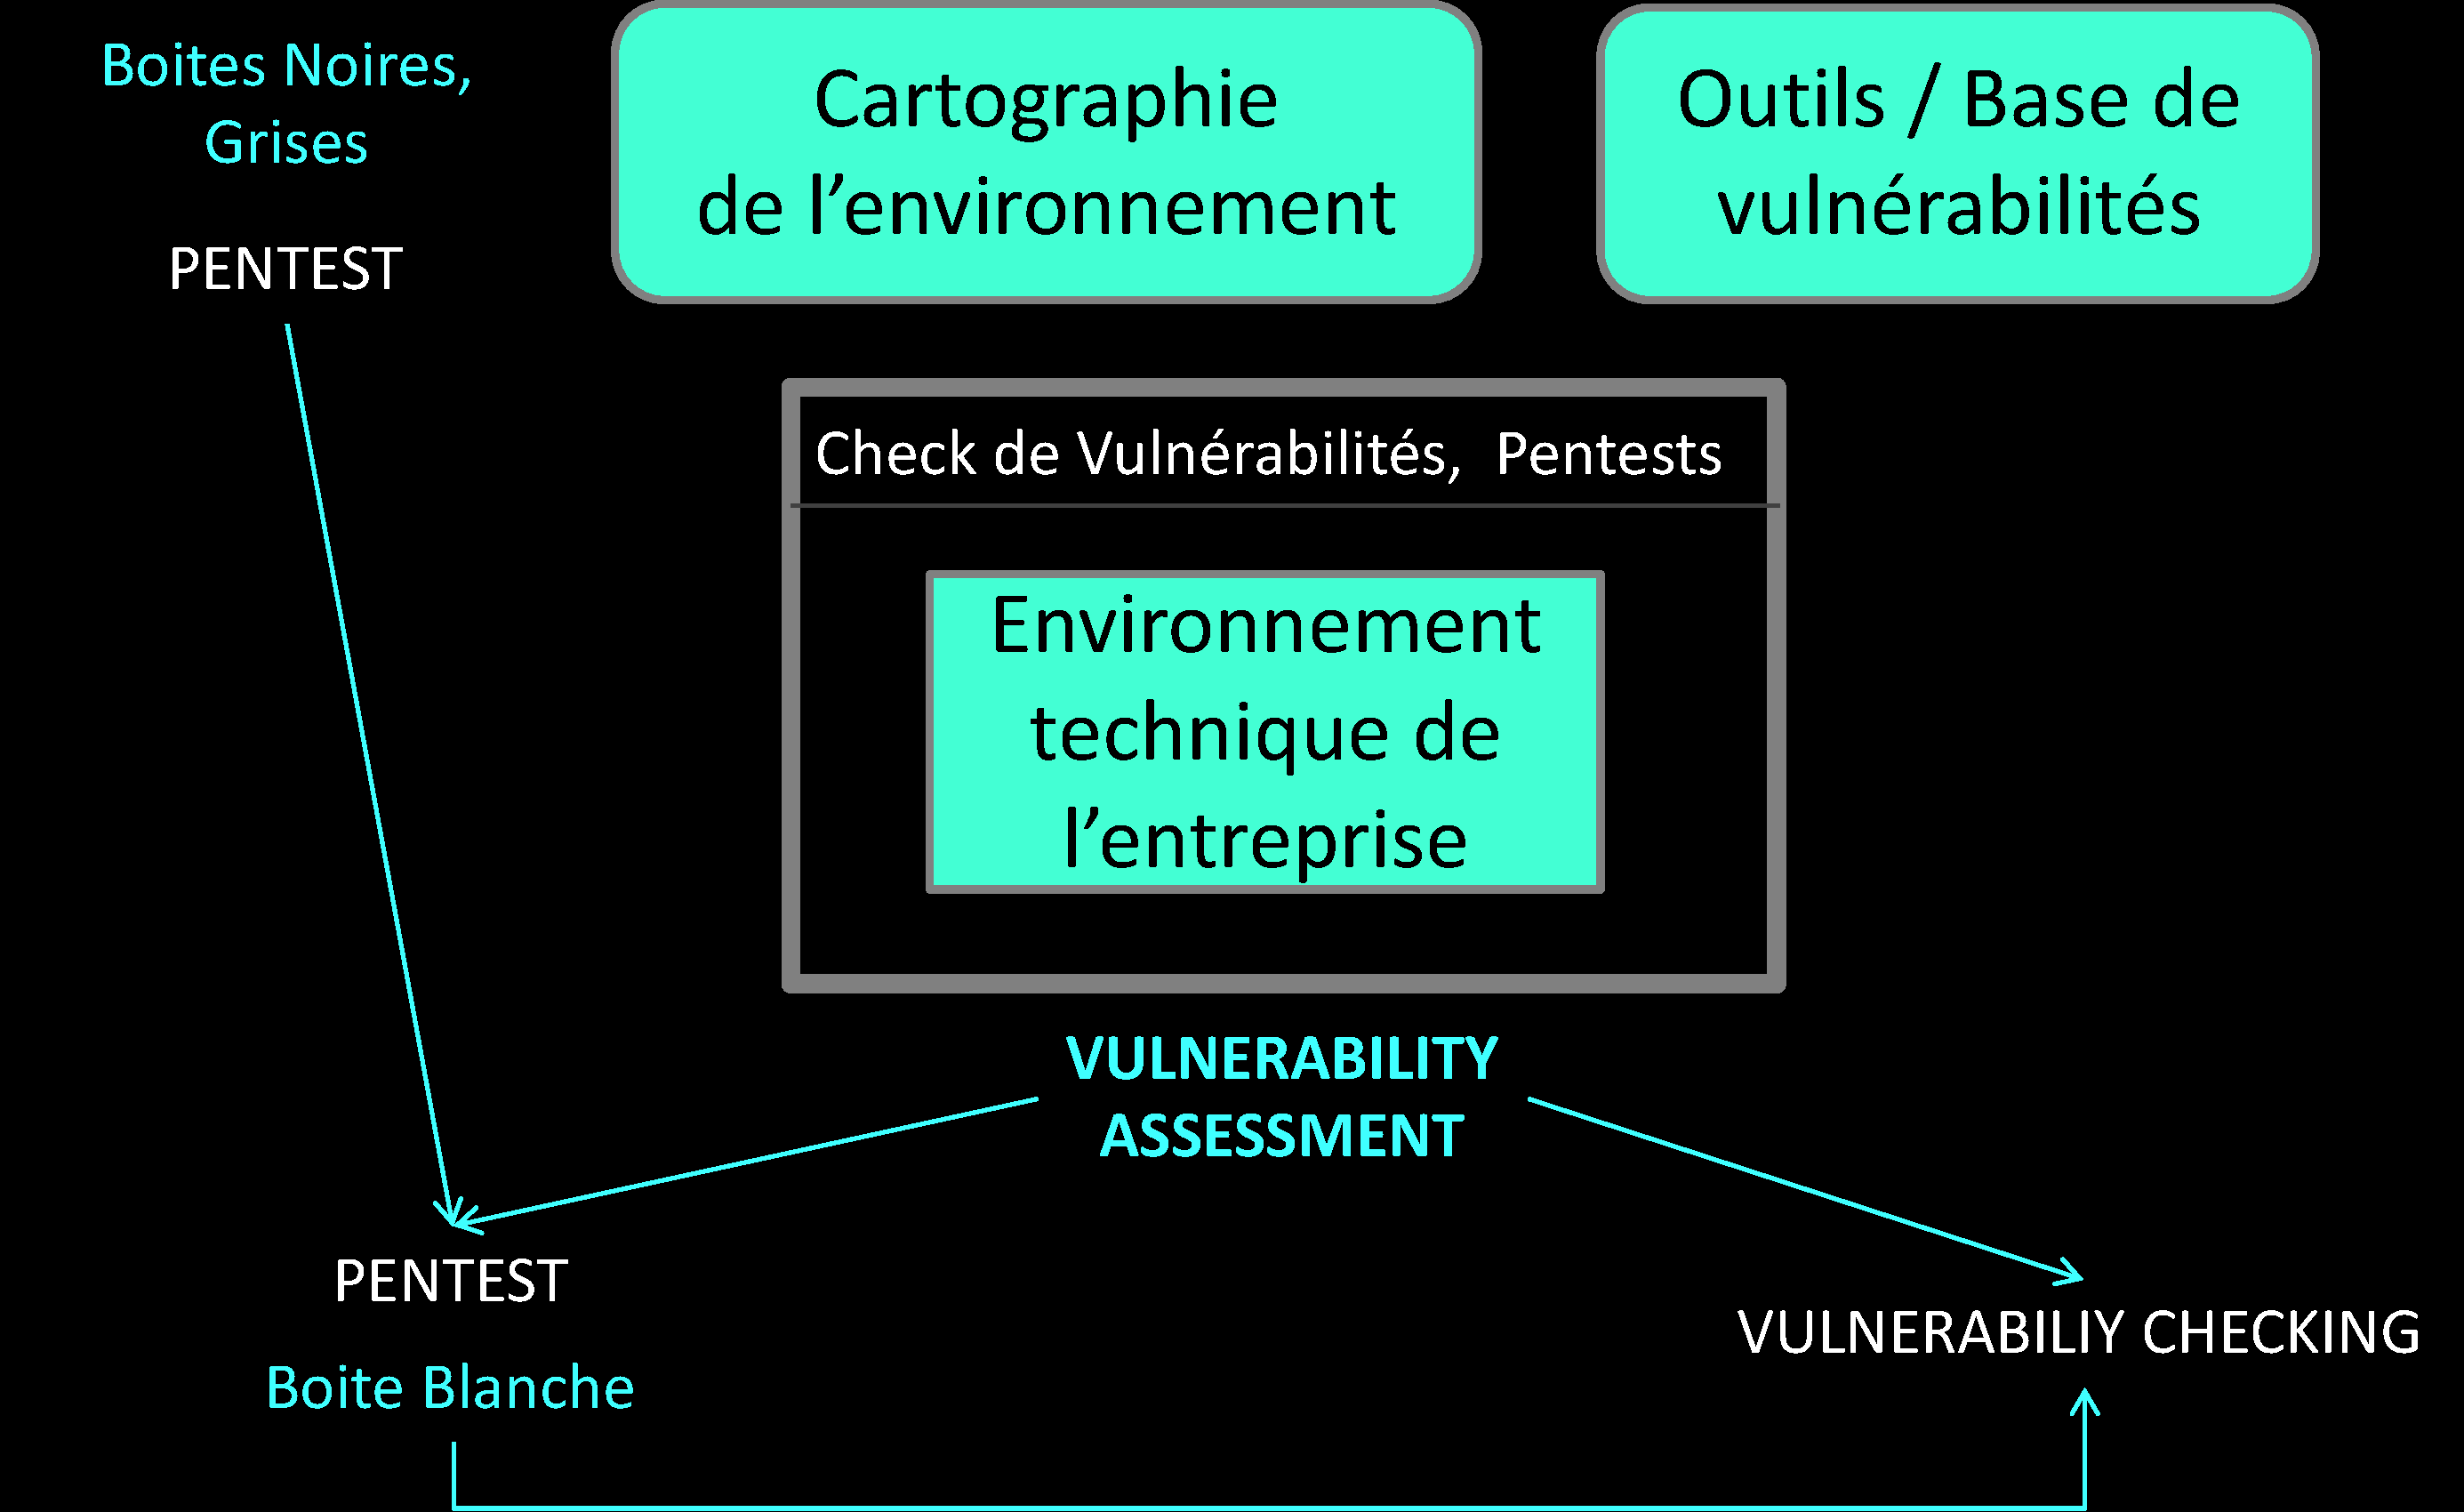 Boites Noires,
Grises
PENTEST
Cartographie
de l’environnement
Outils / Base de
vulnérabilités
Check de Vulnérabilités,  Pentests
Environnement
technique de
l’entreprise
VULNERABILITY
ASSESSMENT
PENTEST
Boite Blanche
VULNERABILIY CHECKING